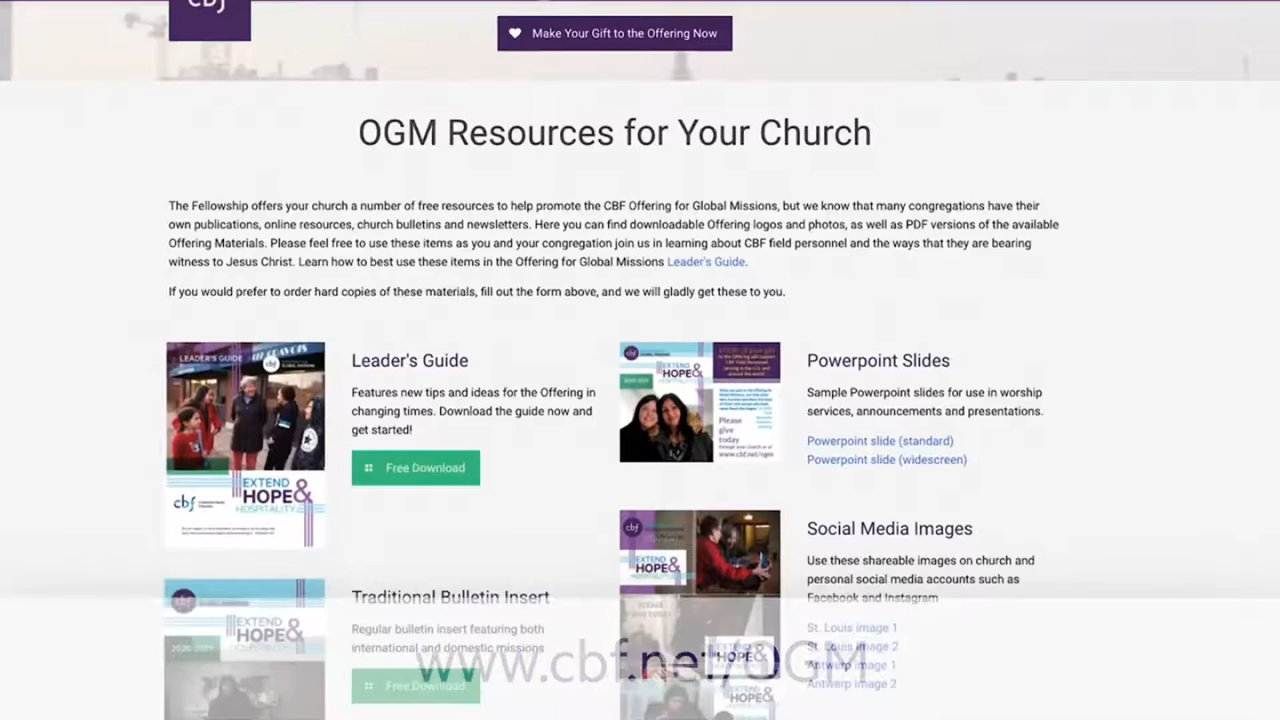 cbf
Make Your Gift to the Offering Now
OGM Resources for Your Church
The Fellowship offers your church a number of free resources to help promote the CBF Offering for Global Missions, but we know that many congregations have their
own publications, online resources, church bulletins and newsletters. Here you can find downloadable Offering logos and photos, as well as PDF versions of the available
Offering Materials. Please feel free to use these items as you and your congregation join us in learning about CBF field personnel and the ways that they are bearing
witness to Jesus Christ. Learn how to best use these items in the Offering for Global Missions Leader's Guide.
If you would prefer to order hard copies of these materials, fill out the form above, and we will gladly get these to you.
LEADER'S GUIDE
cbf
EXTEND
HOPE&
HOSPITALITY
Leader's Guide
Features new tips and ideas for the Offering in
changing times. Download the guide now and
get started!
Free Download
EXTEND
HOPE&
Please
give
today
www.cbf.net/ogm
Powerpoint Slides
Sample Powerpoint slides for use in worship
services, announcements and presentations.
Powerpoint slide (standard)
Powerpoint slide (widescreen)
cbf
EXTEND
HOPE&
Social Media Images
Use these shareable images on church and
personal social media accounts such as
Facebook and Instagram
St. Louis image 1
St. Louis image 2
Antwerp image 1
Antwerp image 2
HOPE&
EXTEND
HOPE&
cbf
EXTEND
HOPE&
Traditional Bulletin Insert
Regular bulletin insert featuring both
international and domestic missions
Free Download
www.cbf.net/OGM